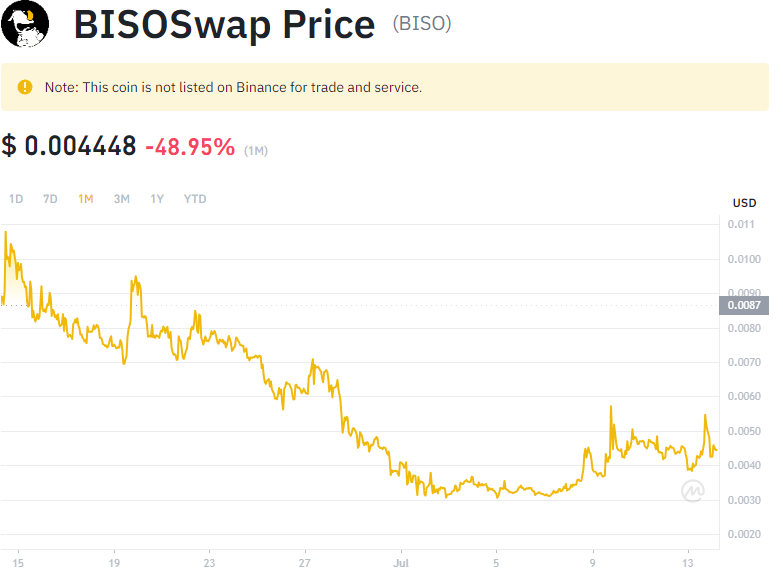 BISOSwap Price (BISO)
Note: This coin is not listed on Binance for trade and service.
$ 0.004448 -48.95% (1M)
1D 7D 1M 3M 1Y YTD
USD
0.011
0.0100
0.0090
0.0087
0.0080
0.0070
0.0060
0.0050
0.0040
0.0030
0.0020
15 19 23 27 Jul 5 9 13